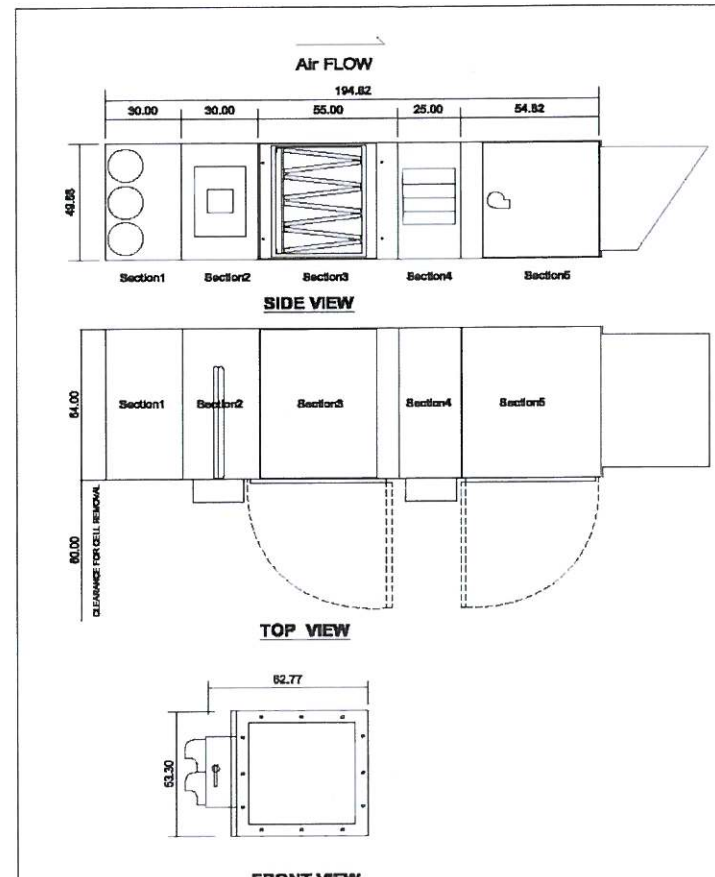 Air FLOW
194.82
30.00 30.00 55.00 25.00 54.82
49.68
Section1 Section2 Section3 Section4 Section5
SIDE VIEW
64.00
Section1 Section2 Section3 Section4 Section5
60.00
CLEARANCE FOR CELL REMOVAL
TOP VIEW
62.77
53.30
FRONT VIEW